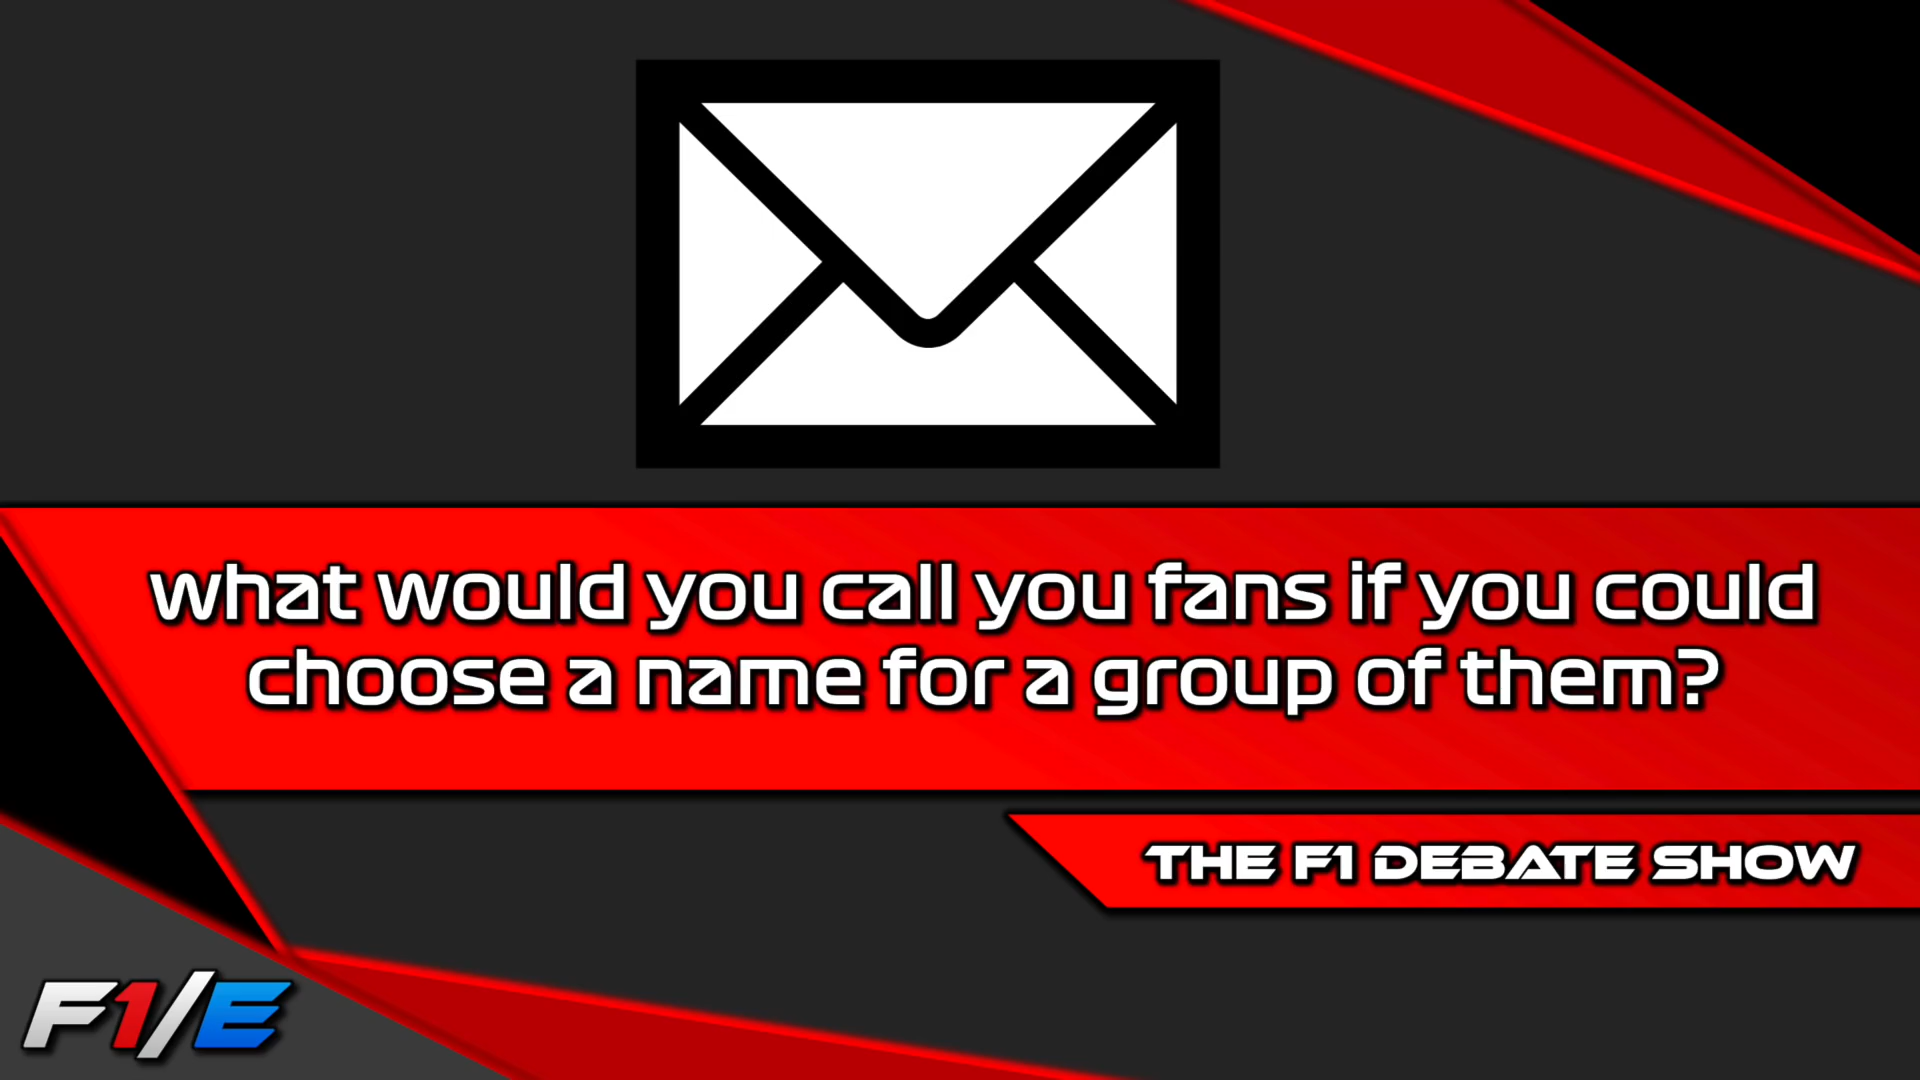 what would you call you fans if you could
choose a name for a group of them?
THE F1 DEBATE SHOW
F1/E